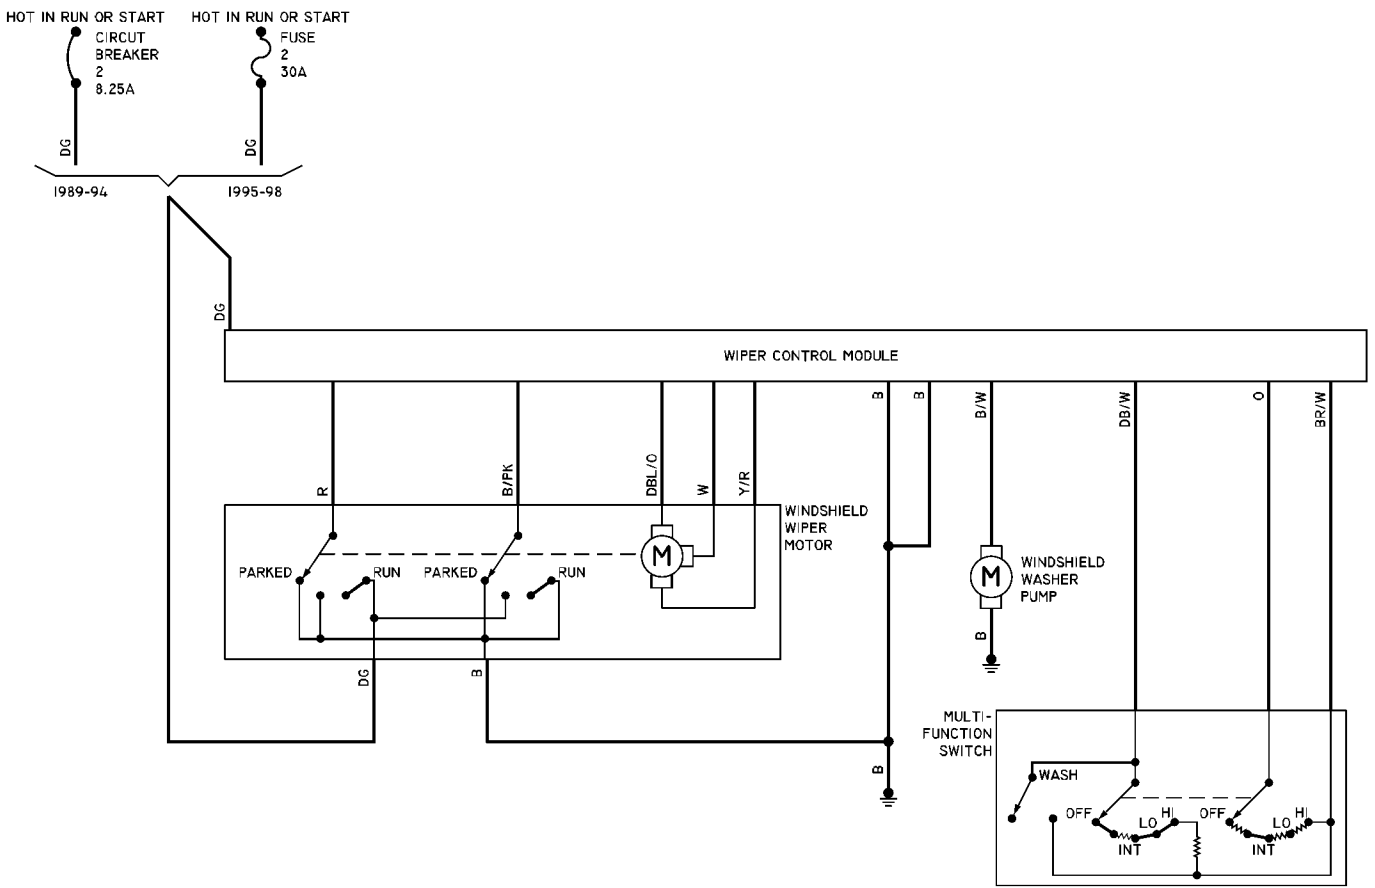 HOT IN RUN OR START
HOT IN RUN OR START
CIRCUT
BREAKER
2
8.25A
FUSE
2
30A
DG
DG
1989-94
1995-98
DG
WIPER CONTROL MODULE
R
B/PK
DBL/O
W
Y/R
B
B
B/W
DB/W
O
BR/W
WINDSHIELD
WIPER
MOTOR
M
PARKED
RUN
PARKED
RUN
M
WINDSHIELD
WASHER
PUMP
B
DG
B
B
MULTI-
FUNCTION
SWITCH
WASH
OFF
INT
LO
HI
OFF
INT
LO
HI